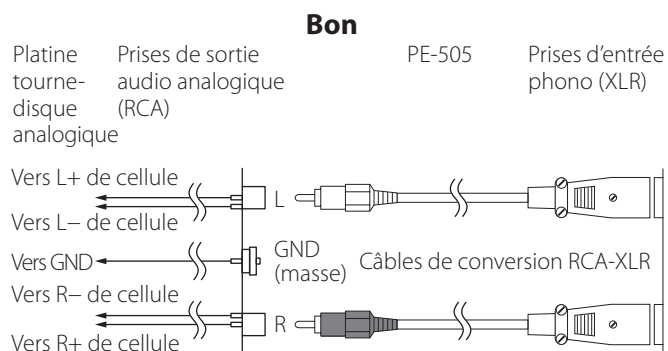 Bon
Platine tourne-disque analogique
Prises de sortie audio analogique (RCA)
PE-505
Prises d'entrée phono (XLR)
Vers L+ de cellule
Vers L− de cellule
L
Vers GND
GND (masse)
Câbles de conversion RCA-XLR
Vers R− de cellule
R
Vers R+ de cellule